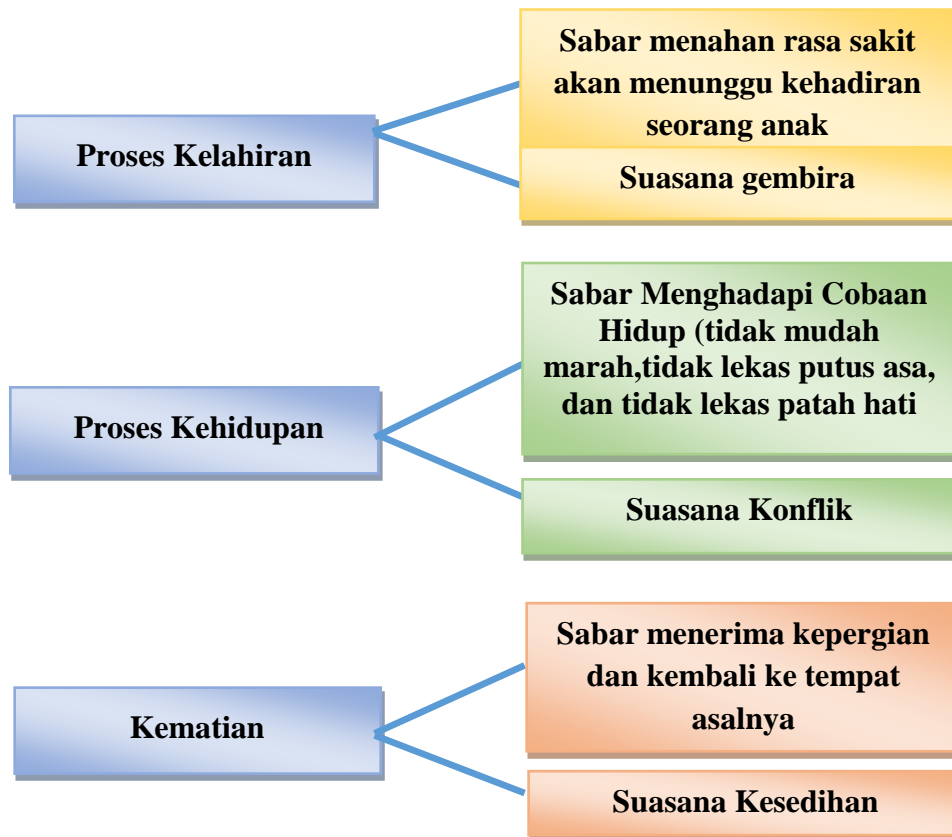 Proses Kelahiran
Sabar menahan rasa sakit
akan menunggu kehadiran
seorang anak
Suasana gembira
Proses Kehidupan
Sabar Menghadapi Cobaan
Hidup (tidak mudah
marah,tidak lekas putus asa,
dan tidak lekas patah hati
Suasana Konflik
Kematian
Sabar menerima kepergian
dan kembali ke tempat
asalnya
Suasana Kesedihan